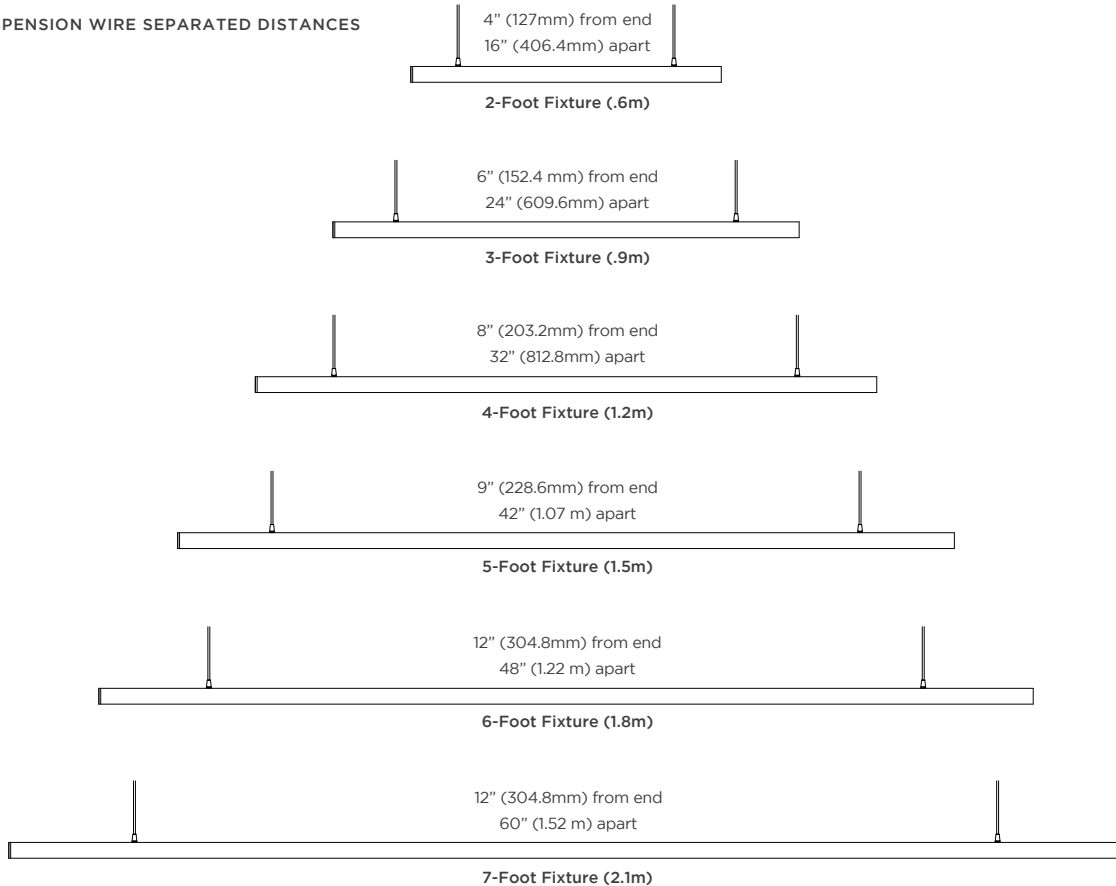 PENSION WIRE SEPARATED DISTANCES
4” (127mm) from end
16” (406.4mm) apart
2-Foot Fixture (.6m)
6” (152.4 mm) from end
24” (609.6mm) apart
3-Foot Fixture (.9m)
8” (203.2mm) from end
32” (812.8mm) apart
4-Foot Fixture (1.2m)
9” (228.6mm) from end
42” (1.07 m) apart
5-Foot Fixture (1.5m)
12” (304.8mm) from end
48” (1.22 m) apart
6-Foot Fixture (1.8m)
12” (304.8mm) from end
60” (1.52 m) apart
7-Foot Fixture (2.1m)